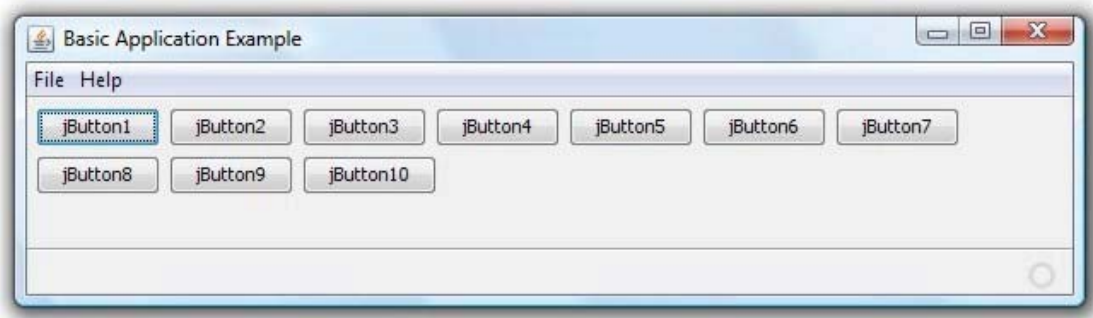 Basic Application Example
File Help
jButton1 jButton2 jButton3 jButton4 jButton5 jButton6 jButton7
jButton8 jButton9 jButton10